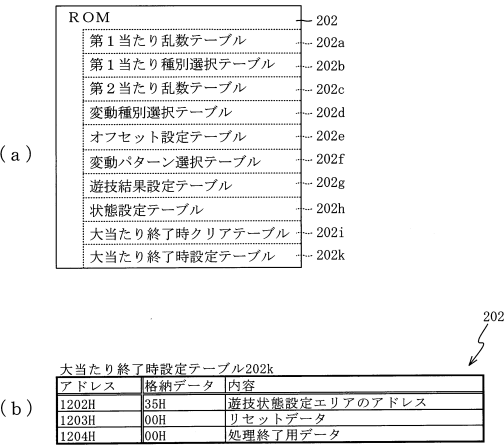 ROM 202
第１当たり乱数テーブル 202a
第１当たり種別選択テーブル 202b
第２当たり乱数テーブル 202c
変動種別選択テーブル 202d
オフセット設定テーブル 202e
(a)
変動パターン選択テーブル 202f
遊技結果設定テーブル 202g
状態設定テーブル 202h
大当たり終了時クリアテーブル 202i
大当たり終了時設定テーブル 202k
202
大当たり終了時設定テーブル202k
アドレス 格納データ 内容
(b)
1202H 35H 遊技状態設定エリアのアドレス
1203H 00H リセットデータ
1204H 00H 処理終了用データ